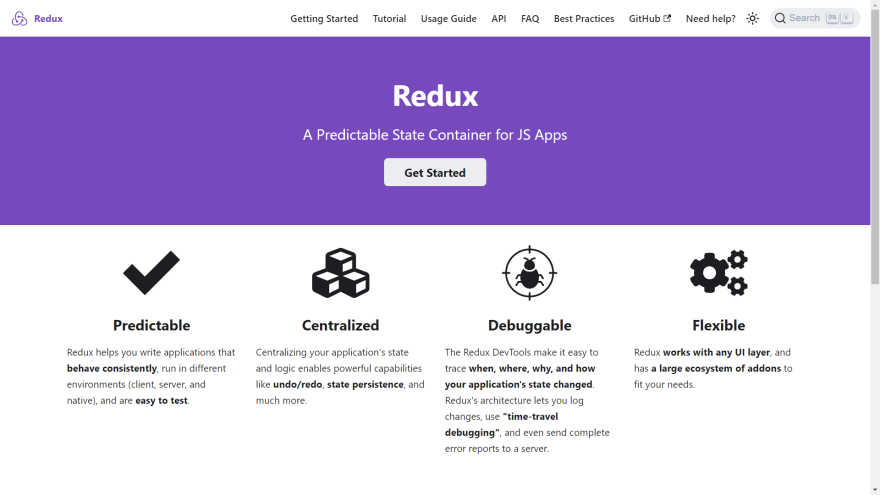 Redux
Getting Started Tutorial Usage Guide API FAQ Best Practices GitHub Need help? Search ctrl K
Redux
A Predictable State Container for JS Apps
Get Started
Predictable
Redux helps you write applications that
behave consistently, run in different
environments (client, server, and
native), and are easy to test.
Centralized
Centralizing your application's state
and logic enables powerful capabilities
like undo/redo, state persistence, and
much more.
Debuggable
The Redux DevTools make it easy to
trace when, where, why, and how
your application's state changed.
Redux's architecture lets you log
changes, use "time-travel
debugging", and even send complete
error reports to a server.
Flexible
Redux works with any UI layer, and
has a large ecosystem of addons to
fit your needs.